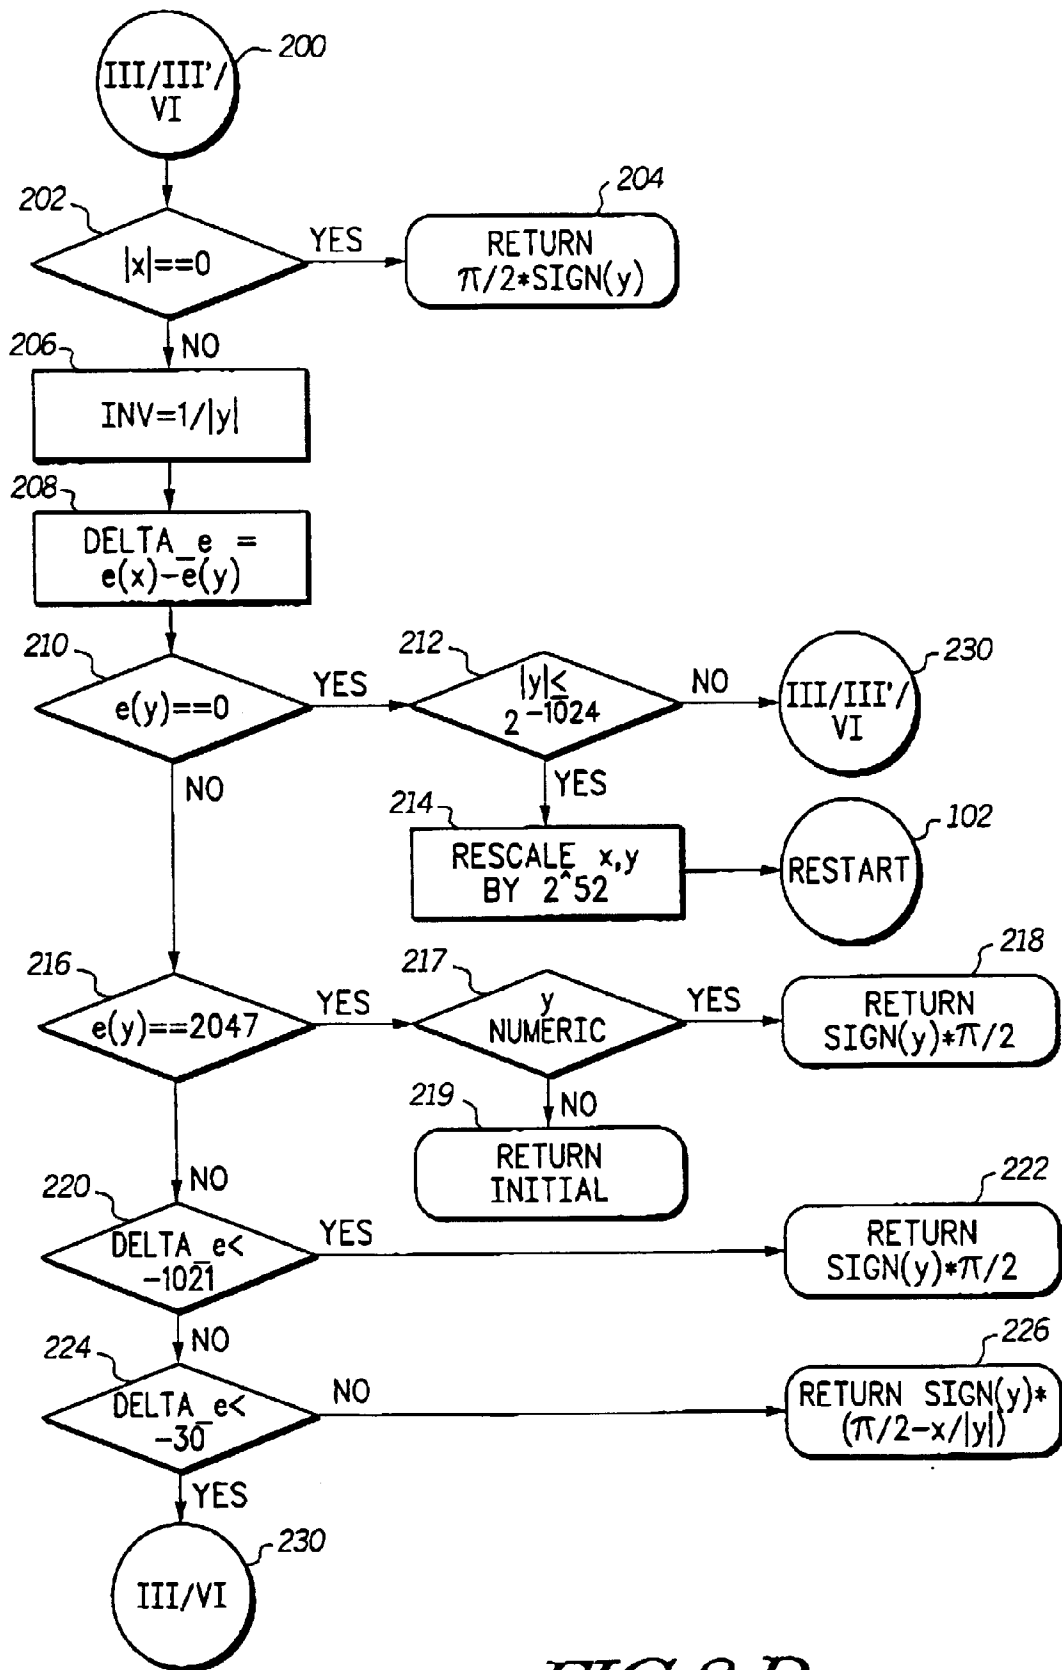 200
III/III'/
VI
202
|x|==0
YES
204
RETURN
π/2*SIGN(y)
NO
206
INV=1/|y|
208
DELTA_e =
e(x)-e(y)
210
e(y)==0
YES
212
|y|≤
2^-1024
NO
230
III/III'/
VI
NO
YES
214
RESCALE x,y
BY 2^52
102
RESTART
216
e(y)==2047
YES
217
y
NUMERIC
YES
218
RETURN
SIGN(y)*π/2
NO
219
RETURN
INITIAL
NO
220
DELTA_e<
-1021
YES
222
RETURN
SIGN(y)*π/2
NO
224
DELTA_e<
-30
NO
226
RETURN SIGN(y)*
(π/2-x/|y|)
YES
230
III/VI